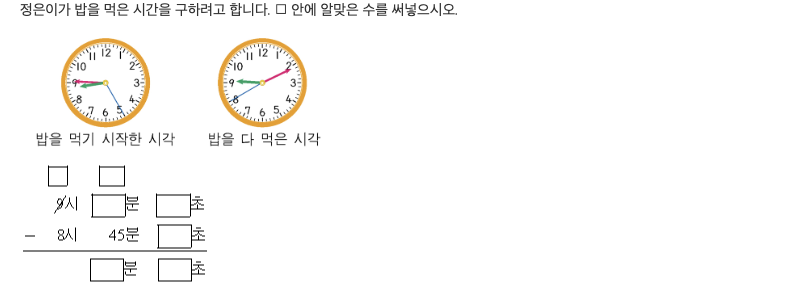 정은이가 밥을 먹은 시간을 구하려고 합니다. □ 안에 알맞은 수를 써넣으시오.
12 1 2 3 4 5 6 7 8 9 10 11
12 1 2 3 4 5 6 7 8 9 10 11
밥을 먹기 시작한 시각
밥을 다 먹은 시각
□ □
9시 □분 □초
－ 8시 45분 □초
□분 □초